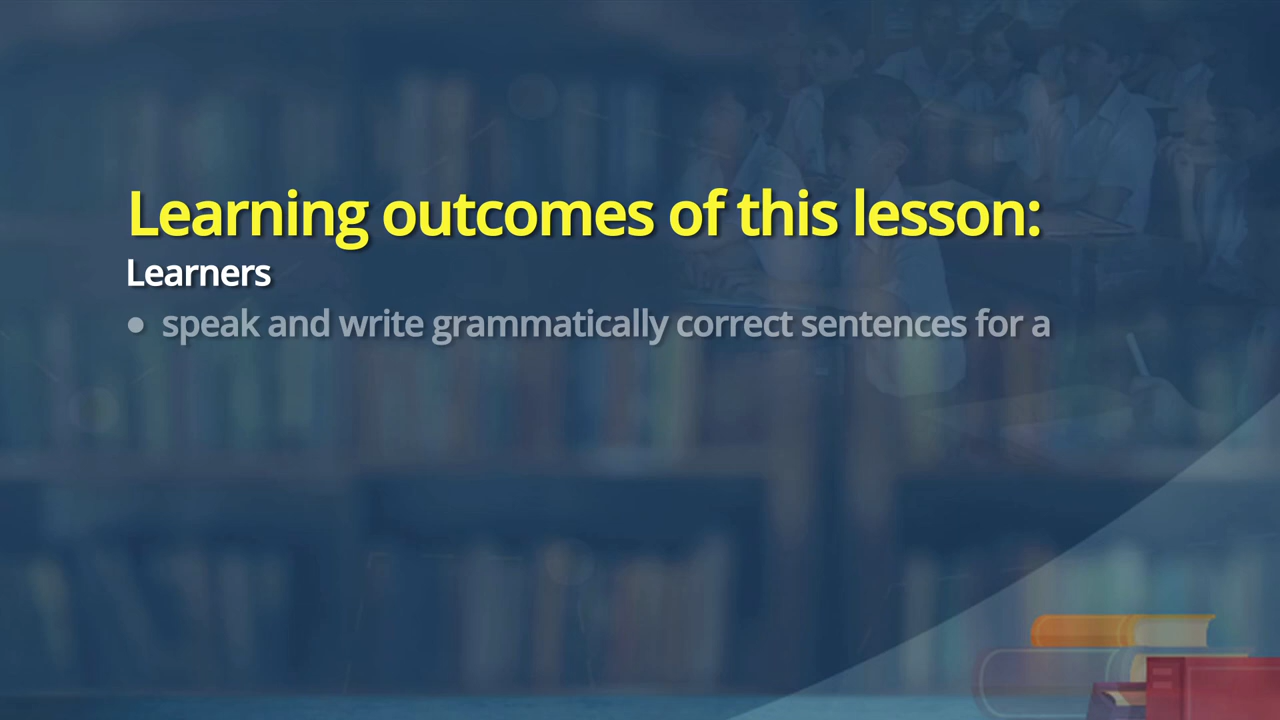 Learning outcomes of this lesson:
Learners
• speak and write grammatically correct sentences for a